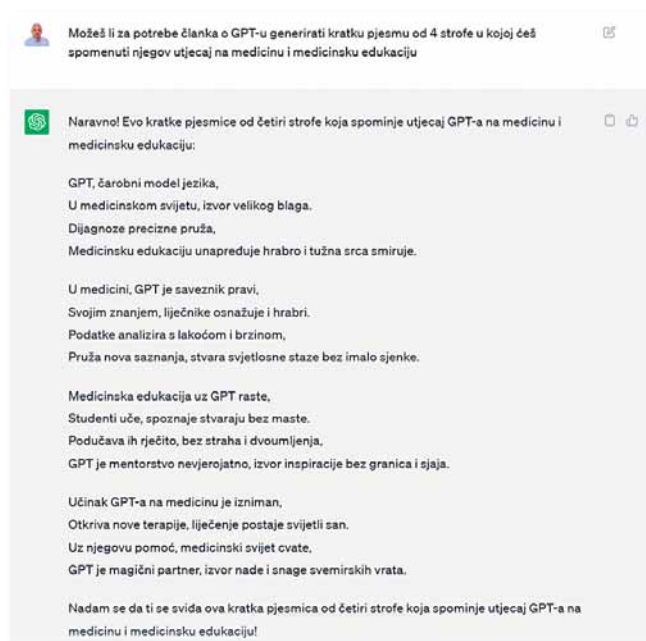 Možeš li za potrebe članka o GPT-u generirati kratku pjesmu od 4 strofe u kojoj ćeš
spomenuti njegov utjecaj na medicinu i medicinsku edukaciju
Naravno! Evo kratke pjesmice od četiri strofe koja spominje utjecaj GPT-a na medicinu i
medicinsku edukaciju:
GPT, čarobni model jezika,
U medicinskom svijetu, izvor velikog blaga.
Dijagnoze precizne pruža,
Medicinsku edukaciju unapređuje hrabro i tužna srca smiruje.
U medicini, GPT je saveznik pravi,
Svojim znanjem, liječnike osnažuje i hrabri.
Podatke analizira s lakoćom i brzinom,
Pruža nova saznanja, stvara svjetlosne staze bez imalo sjenke.
Medicinska edukacija uz GPT raste,
Studenti uče, spoznaje stvaraju bez maste.
Podučava ih rječito, bez straha i dvoumljenja,
GPT je mentorstvo nevjerojatno, izvor inspiracije bez granica i sjaja.
Učinak GPT-a na medicinu je izniman,
Otkriva nove terapije, liječenje postaje svijetli san.
Uz njegovu pomoć, medicinski svijet cvate,
GPT je magični partner, izvor nade i snage svemirskih vrata.
Nadam se da ti se sviđa ova kratka pjesmica od četiri strofe koja spominje utjecaj GPT-a na
medicinu i medicinsku edukaciju!